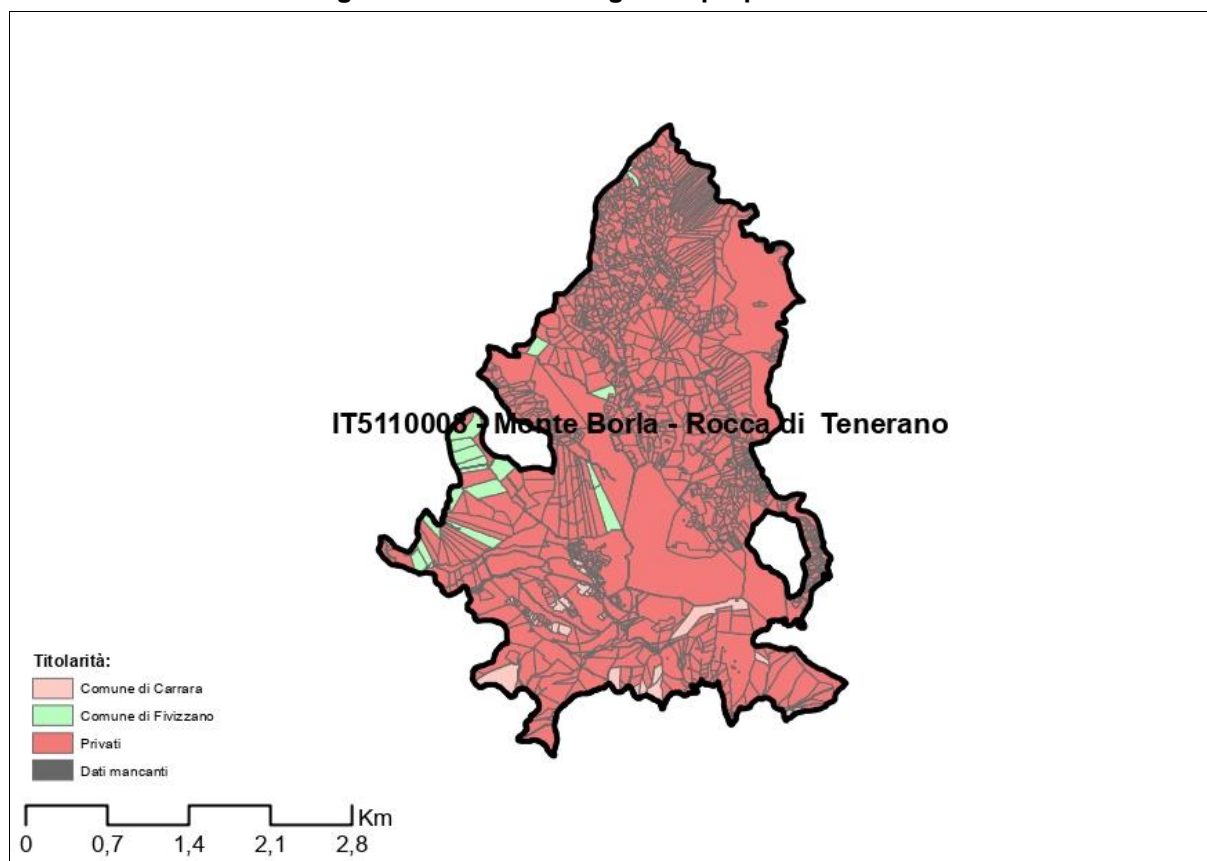 IT5110008 - Monte Borla - Rocca di Tenerano
Titolarità:
Comune di Carrara
Comune di Fivizzano
Privati
Dati mancanti
Km
0 0,7 1,4 2,1 2,8